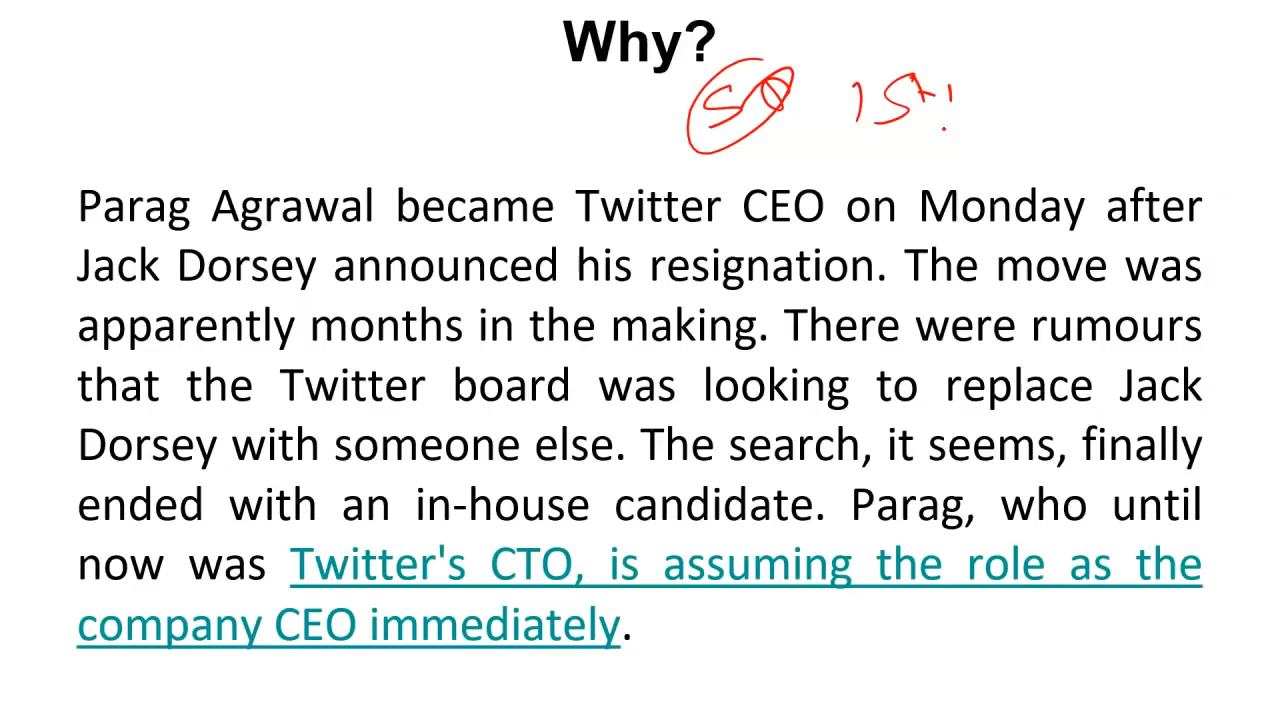 Why?
Parag Agrawal became Twitter CEO on Monday after
Jack Dorsey announced his resignation. The move was
apparently months in the making. There were rumours
that the Twitter board was looking to replace Jack
Dorsey with someone else. The search, it seems, finally
ended with an in-house candidate. Parag, who until
now was Twitter's CTO, is assuming the role as the
company CEO immediately.